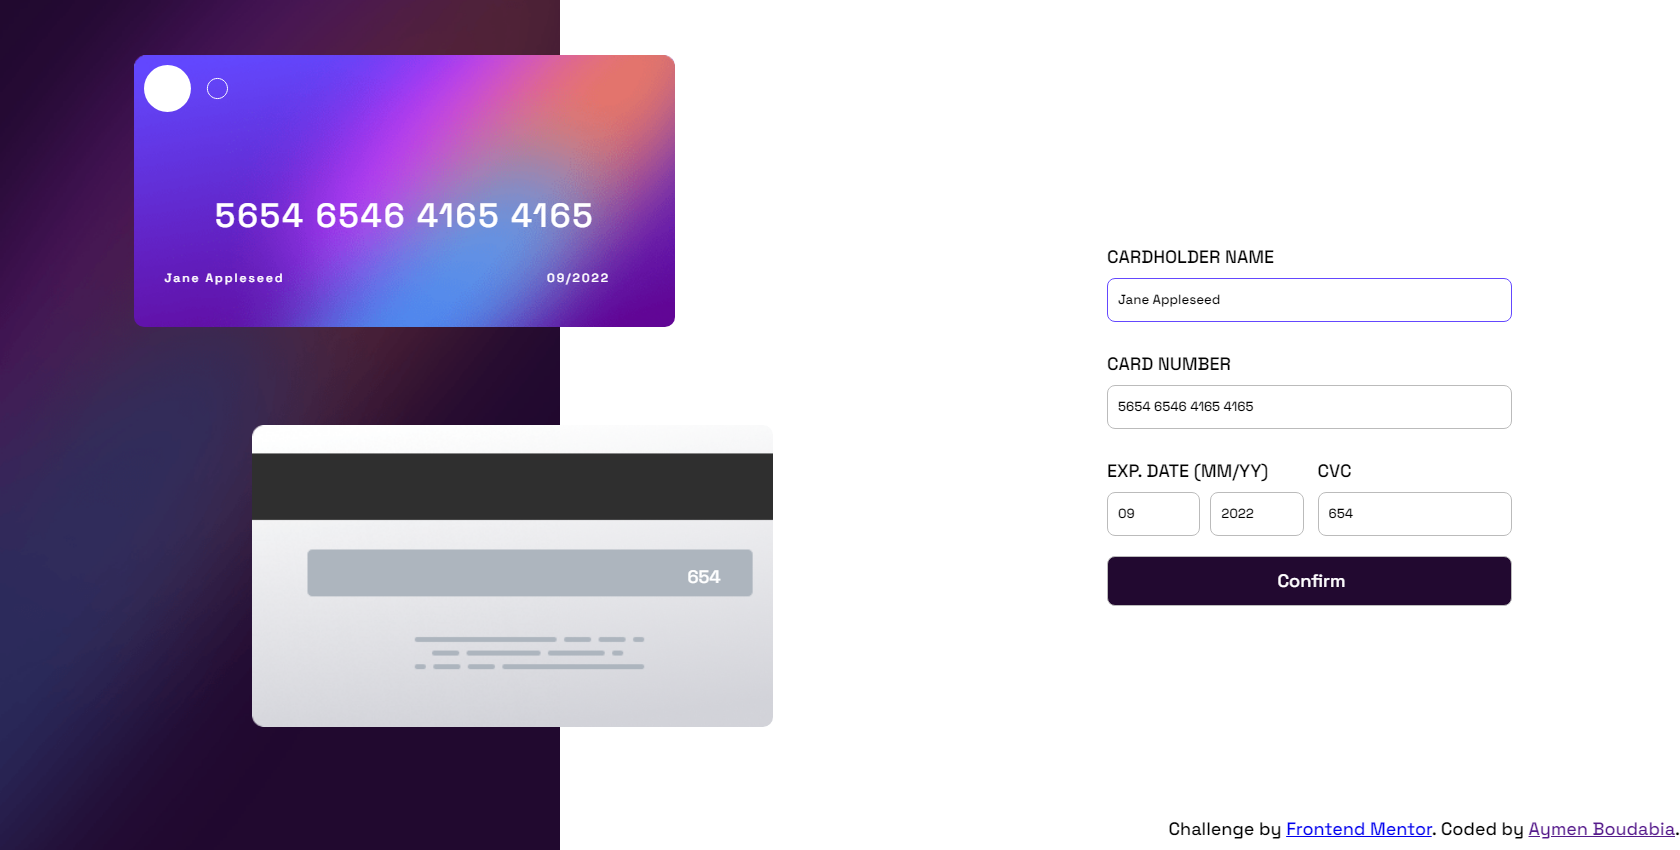 5654 6546 4165 4165
Jane Appleseed 09/2022
654
CARDHOLDER NAME
Jane Appleseed
CARD NUMBER
5654 6546 4165 4165
EXP. DATE (MM/YY) CVC
09 2022 654
Confirm
Challenge by Frontend Mentor. Coded by Aymen Boudabia.